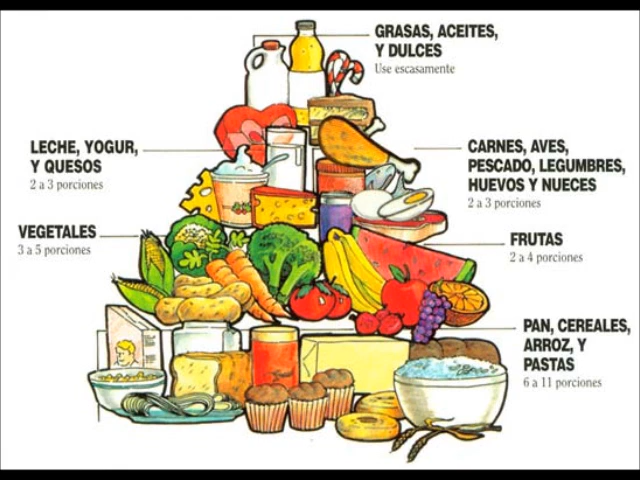 GRASAS, ACEITES,
Y DULCES
Use escasamente
LECHE, YOGUR,
Y QUESOS
2 a 3 porciones
CARNES, AVES,
PESCADO, LEGUMBRES,
HUEVOS Y NUECES
2 a 3 porciones
VEGETALES
3 a 5 porciones
FRUTAS
2 a 4 porciones
PAN, CEREALES,
ARROZ, Y
PASTAS
6 a 11 porciones